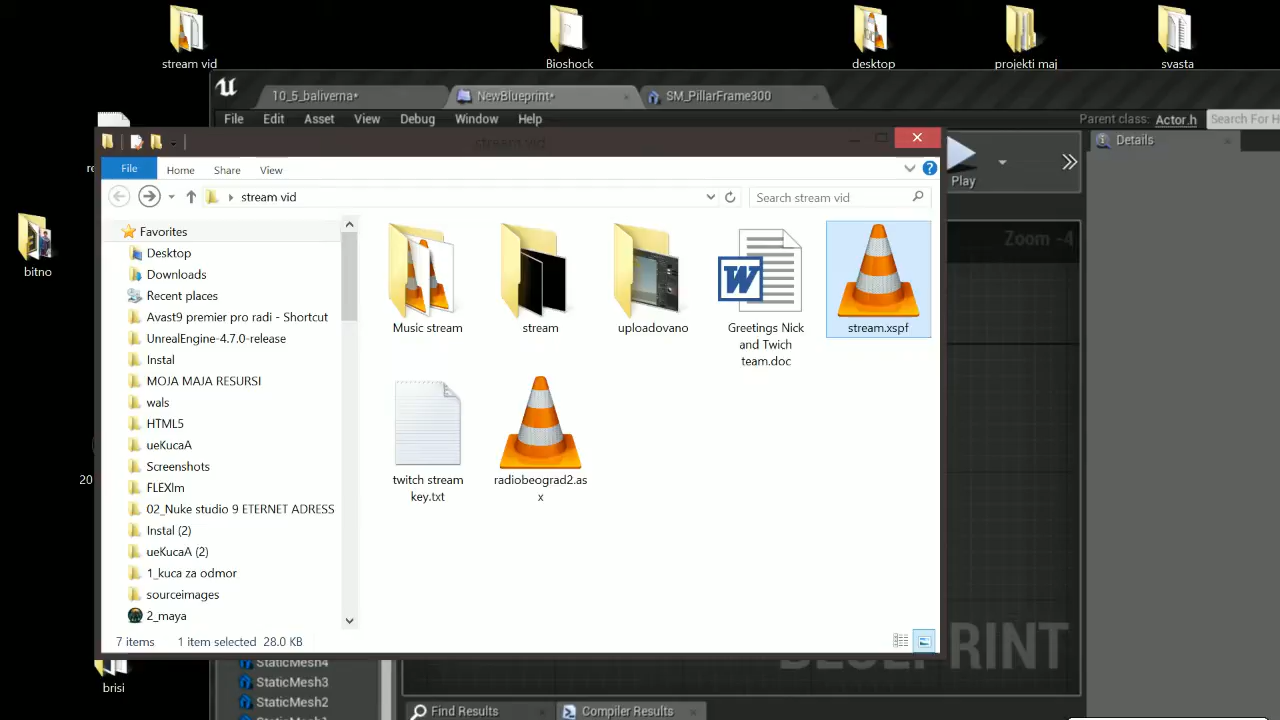 stream vid
Bioshock
desktop
projekti maj
svasta
10_5_baliverna*
NewBlueprint*
SM_PillarFrame300
File Edit Asset View Debug Window Help
Parent class: Actor.h
Search For H
stream vid
Details
Play
File
Home
Share
View
stream vid
Search stream vid
Zoom -4
bitno
Favorites
Desktop
Downloads
Recent places
Avast9 premier pro radi - Shortcut
UnrealEngine-4.7.0-release
Instal
MOJA MAJA RESURSI
wals
HTML5
ueKucaA
Screenshots
FLEXlm
02_Nuke studio 9 ETERNET ADRESS
Instal (2)
ueKucaA (2)
1_kuca za odmor
sourceimages
2_maya
Music stream
stream
uploadovano
Greetings Nick
and Twich
team.doc
stream.xspf
twitch stream
key.txt
radiobeograd2.as
x
20
7 items
1 item selected 28.0 KB
brisi
StaticMesh4
StaticMesh3
StaticMesh2
Find Results
Compiler Results